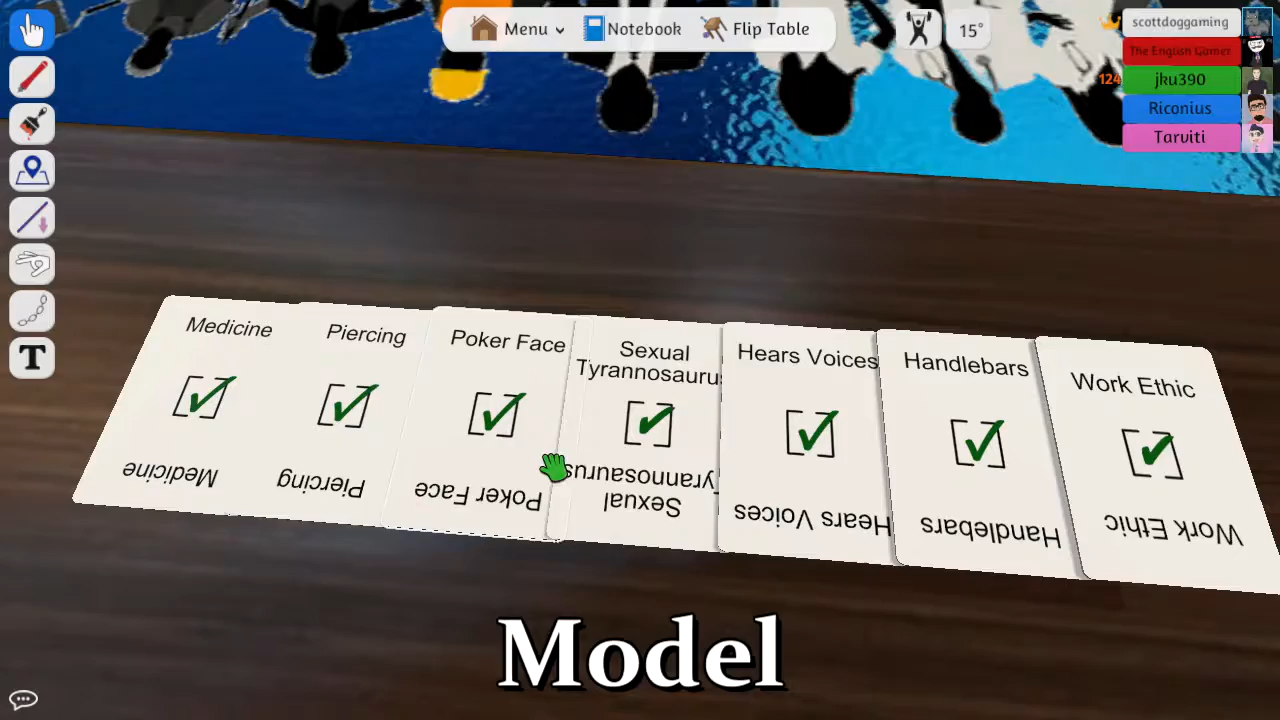 Menu
Notebook
Flip Table
15°
scottdoggaming
The English Gamer
124
jku390
Riconius
Tarviti
T
Medicine
Piercing
Poker Face
Sexual
Tyrannosaurus
Hears Voices
Handlebars
Work Ethic
Medicine
Piercing
Poker Face
Sexual
Tyrannosaurus
Hears Voices
Handlebars
Work Ethic
Model